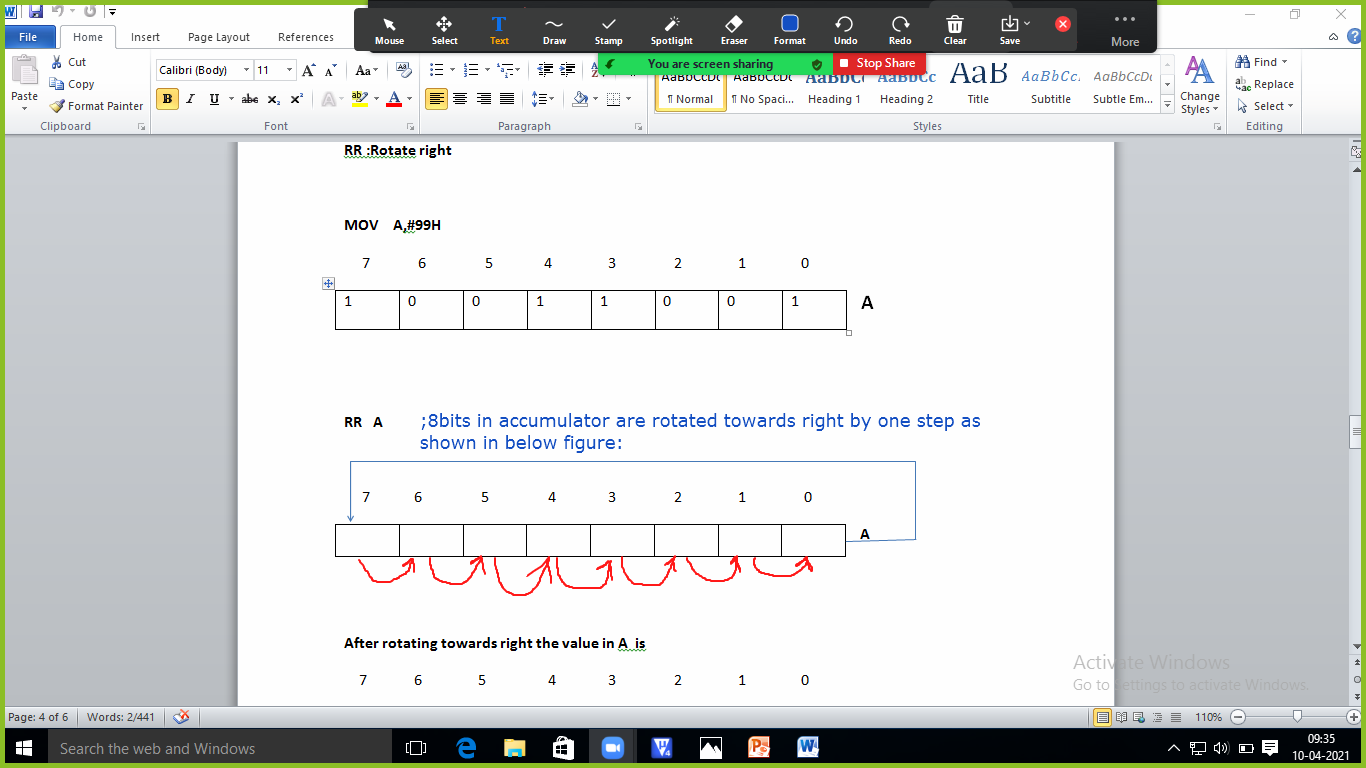 File Home Insert Page Layout References
Mouse Select Text Draw Stamp Spotlight Eraser Format Undo Redo Clear Save More
You are screen sharing Stop Share
Paste
Cut
Copy
Format Painter
Calibri (Body) 11
Aa
B I U abc x₂ x²
AaBbCcDc
¶ Normal
¶ No Spaci...
Heading 1
Heading 2
AaB
Title
AaBbCc.
Subtitle
AaBbCcDc
Subtle Em...
Change
Styles
Find
Replace
Select
Clipboard Font Paragraph Styles Editing
RR :Rotate right
MOV A,#99H
7 6 5 4 3 2 1 0
1 0 0 1 1 0 0 1 A
RR A ;8bits in accumulator are rotated towards right by one step as
shown in below figure:
7 6 5 4 3 2 1 0
A
After rotating towards right the value in A is
7 6 5 4 3 2 1 0
Activate Windows
Go to Settings to activate Windows.
Page: 4 of 6 Words: 2/441 110%
Search the web and Windows
09:35
10-04-2021